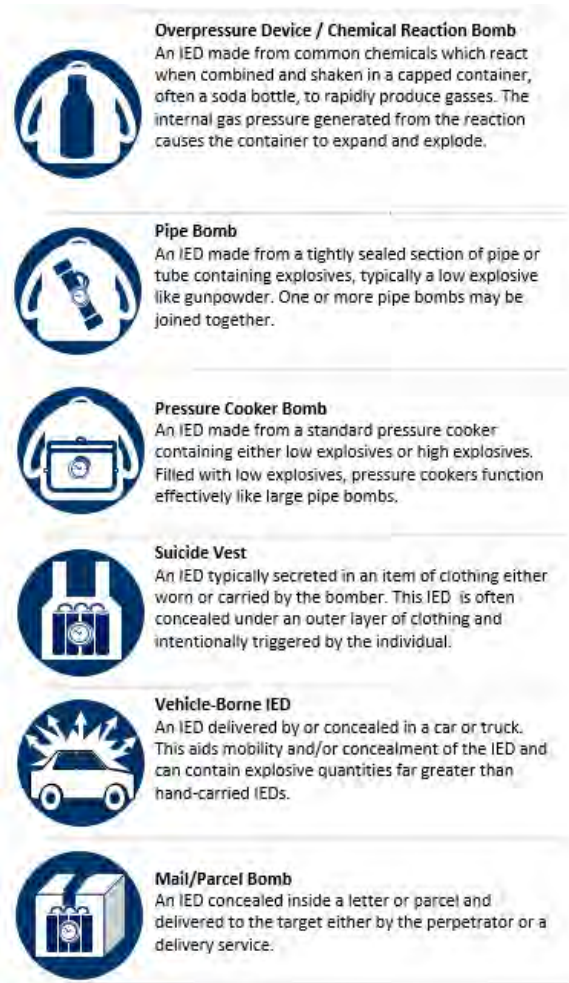 Overpressure Device / Chemical Reaction Bomb
An IED made from common chemicals which react
when combined and shaken in a capped container,
often a soda bottle, to rapidly produce gasses. The
internal gas pressure generated from the reaction
causes the container to expand and explode.
Pipe Bomb
An IED made from a tightly sealed section of pipe or
tube containing explosives, typically a low explosive
like gunpowder. One or more pipe bombs may be
joined together.
Pressure Cooker Bomb
An IED made from a standard pressure cooker
containing either low explosives or high explosives.
Filled with low explosives, pressure cookers function
effectively like large pipe bombs.
Suicide Vest
An IED typically secreted in an item of clothing either
worn or carried by the bomber. This IED is often
concealed under an outer layer of clothing and
intentionally triggered by the individual.
Vehicle-Borne IED
An IED delivered by or concealed in a car or truck.
This aids mobility and/or concealment of the IED and
can contain explosive quantities far greater than
hand-carried IEDs.
Mail/Parcel Bomb
An IED concealed inside a letter or parcel and
delivered to the target either by the perpetrator or a
delivery service.